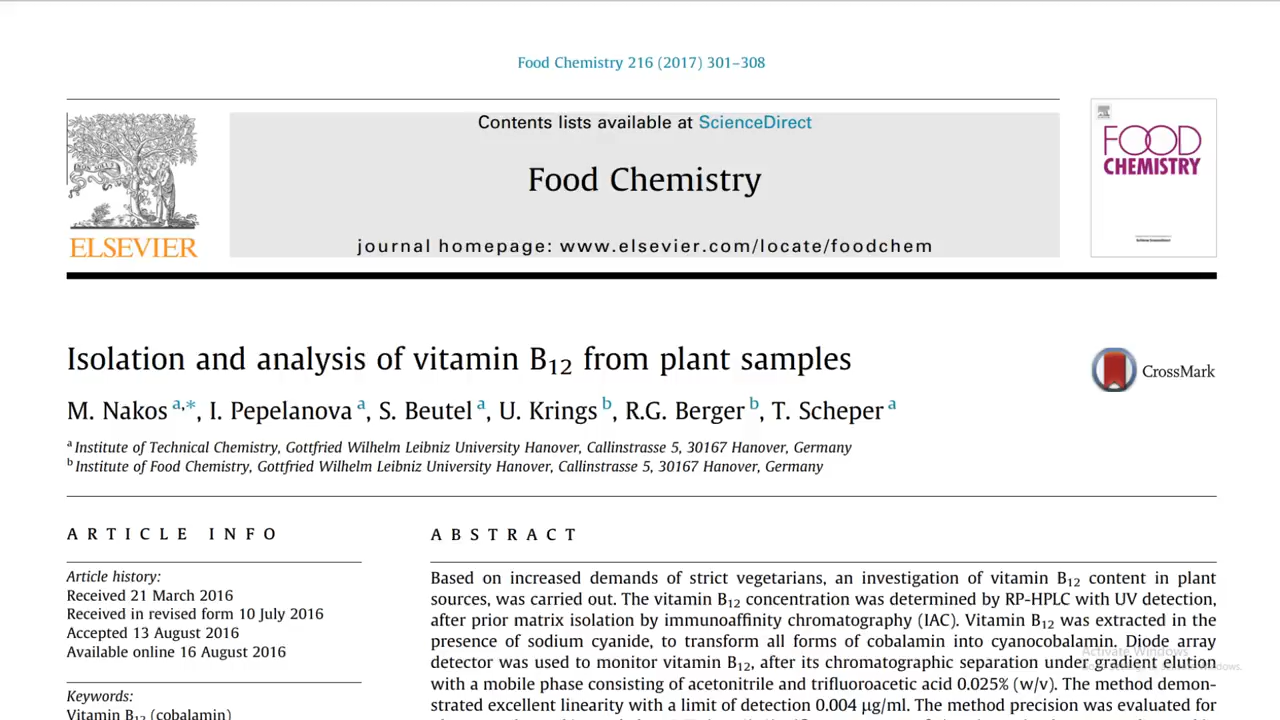 Food Chemistry 216 (2017) 301–308
Contents lists available at ScienceDirect
Food Chemistry
journal homepage: www.elsevier.com/locate/foodchem
ELSEVIER
FOOD
CHEMISTRY
Isolation and analysis of vitamin B12 from plant samples
CrossMark
M. Nakos a,*, I. Pepelanova a, S. Beutel a, U. Krings b, R.G. Berger b, T. Scheper a
a Institute of Technical Chemistry, Gottfried Wilhelm Leibniz University Hanover, Callinstrasse 5, 30167 Hanover, Germany
b Institute of Food Chemistry, Gottfried Wilhelm Leibniz University Hanover, Callinstrasse 5, 30167 Hanover, Germany
ARTICLE INFO
Article history:
Received 21 March 2016
Received in revised form 10 July 2016
Accepted 13 August 2016
Available online 16 August 2016
Keywords:
Vitamin B12 (cobalamin)
ABSTRACT
Based on increased demands of strict vegetarians, an investigation of vitamin B12 content in plant
sources, was carried out. The vitamin B12 concentration was determined by RP-HPLC with UV detection,
after prior matrix isolation by immunoaffinity chromatography (IAC). Vitamin B12 was extracted in the
presence of sodium cyanide, to transform all forms of cobalamin into cyanocobalamin. Diode array
detector was used to monitor vitamin B12, after its chromatographic separation under gradient elution
with a mobile phase consisting of acetonitrile and trifluoroacetic acid 0.025% (w/v). The method demon-
strated excellent linearity with a limit of detection 0.004 μg/ml. The method precision was evaluated for
Activate Windows